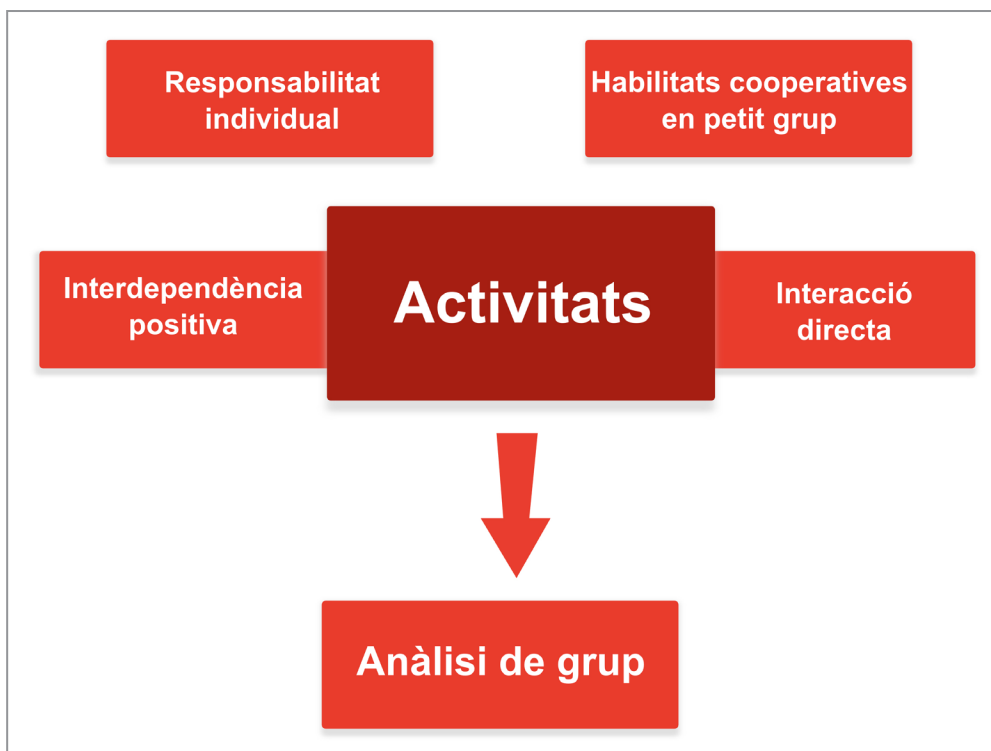 Responsabilitat
individual
Habilitats cooperatives
en petit grup
Interdependència
positiva
Activitats
Interacció
directa
Anàlisi de grup